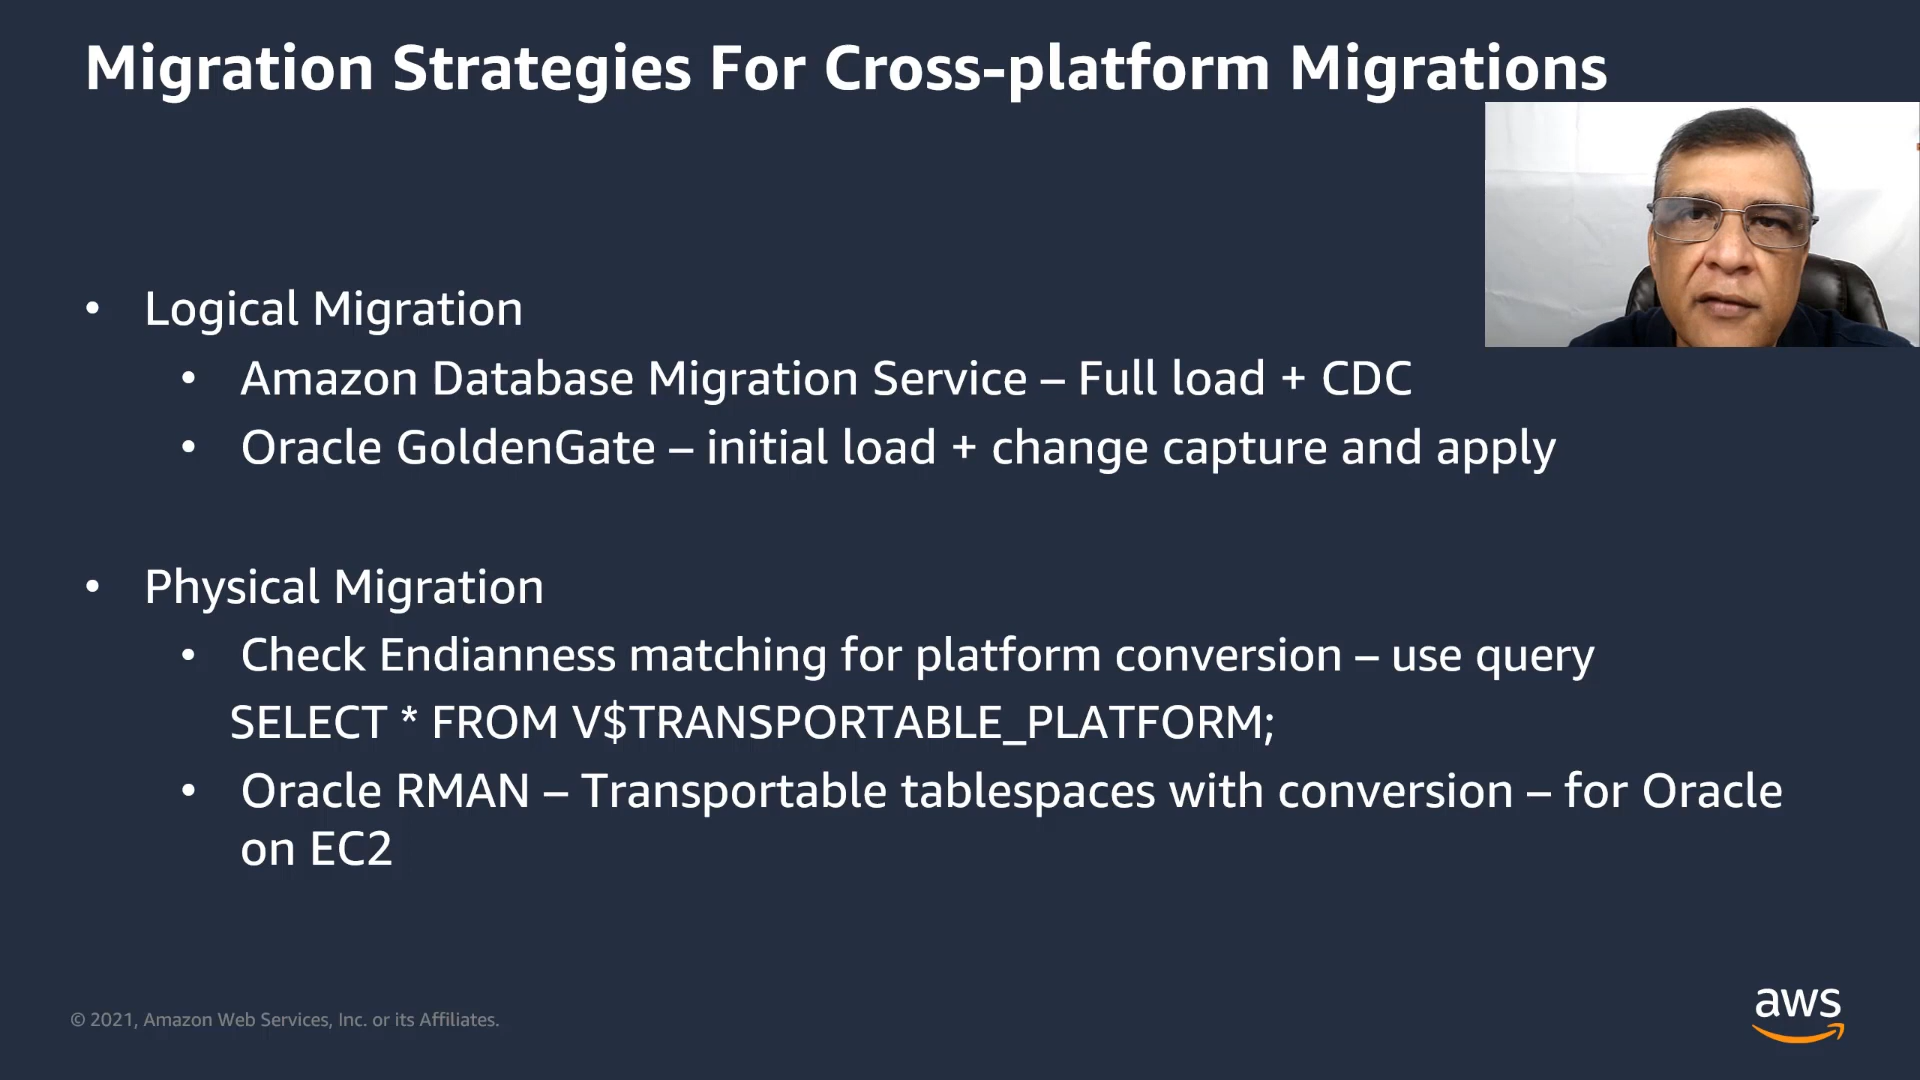 Migration Strategies For Cross-platform Migrations
• Logical Migration
• Amazon Database Migration Service – Full load + CDC
• Oracle GoldenGate – initial load + change capture and apply
• Physical Migration
• Check Endianness matching for platform conversion – use query
SELECT * FROM V$TRANSPORTABLE_PLATFORM;
• Oracle RMAN – Transportable tablespaces with conversion – for Oracle
on EC2
© 2021, Amazon Web Services, Inc. or its Affiliates.
aws